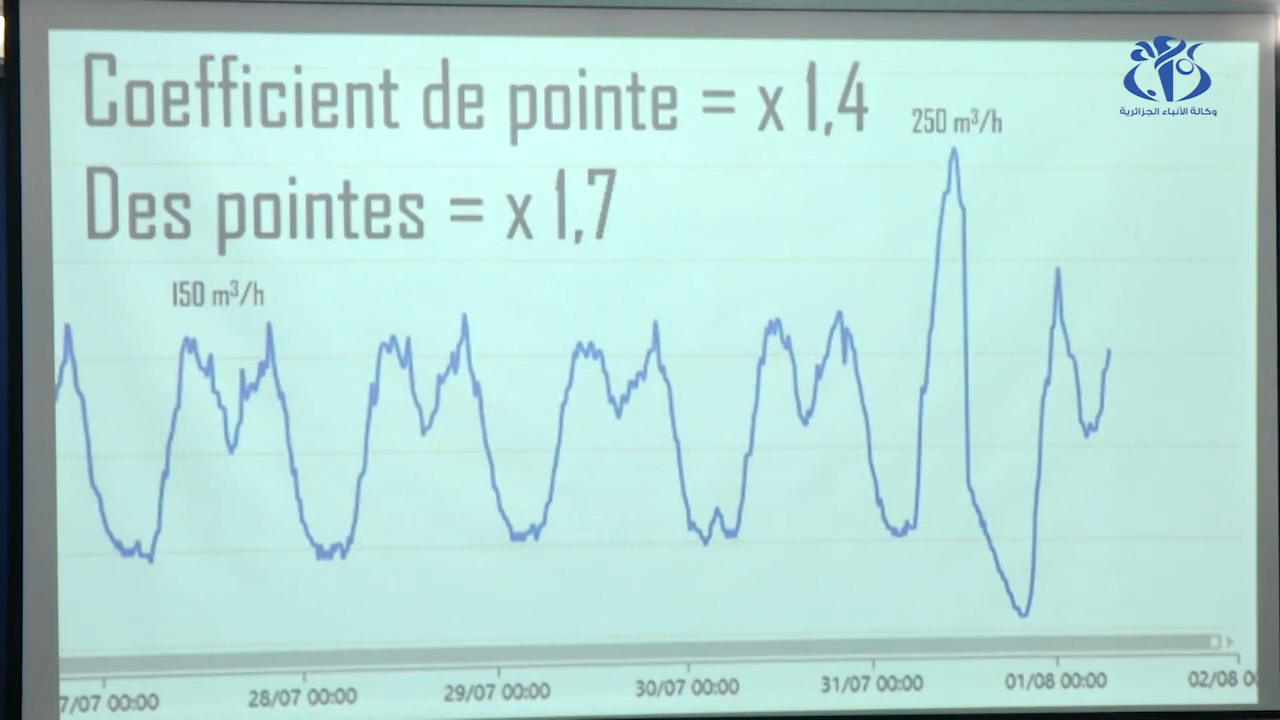 Coefficient de pointe = x 1,4
Des pointes = x 1,7
250 m³/h
150 m³/h
وكالة الأنباء الجزائرية
7/07 00:00
28/07 00:00
29/07 00:00
30/07 00:00
31/07 00:00
01/08 00:00
02/08 0